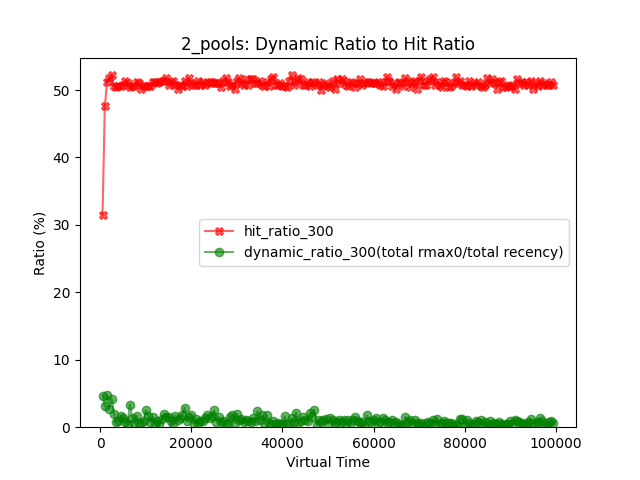 2_pools: Dynamic Ratio to Hit Ratio
Ratio (%)
50
40
30
20
10
0
hit_ratio_300
dynamic_ratio_300(total rmax0/total recency)
0 20000 40000 60000 80000 100000
Virtual Time